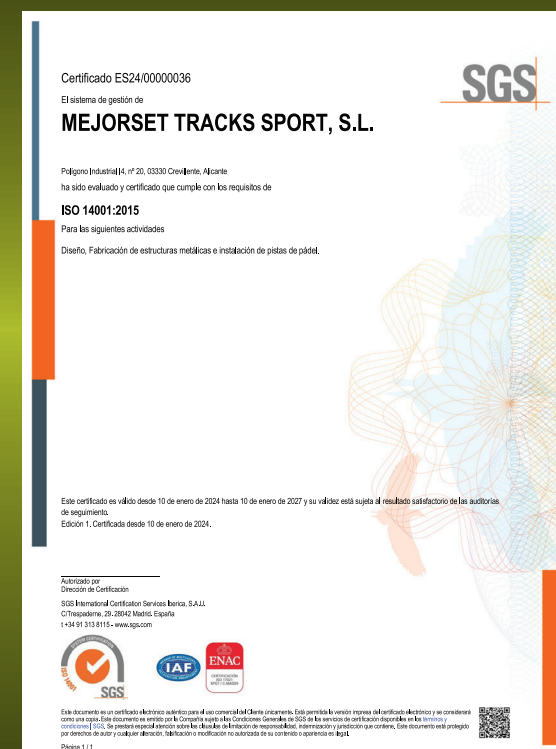 SGS
Certificado ES24/00000036
El sistema de gestión de
MEJORSET TRACKS SPORT, S.L.
Polígono Industrial I4, nº 20, 03330 Crevillente, Alicante
ha sido evaluado y certificado que cumple con los requisitos de
ISO 14001:2015
Para las siguientes actividades
Diseño, Fabricación de estructuras metálicas e instalación de pistas de pádel.
Este certificado es válido desde 10 de enero de 2024 hasta 10 de enero de 2027 y su validez está sujeta al resultado satisfactorio de las auditorías
de seguimiento.
Edición 1. Certificada desde 10 de enero de 2024.
Autorizado por
Dirección de Certificación
SGS International Certification Services Iberica, S.A.U.
C/Trespaderne, 29. 28042 Madrid. España
t +34 91 313 8115 - www.sgs.com
SYSTEM CERTIFICATION
ISO 14001
SGS
IAF
ENAC
CERTIFICACIÓN
Este documento es un certificado electrónico auténtico para el uso comercial del Cliente únicamente. Está permitida la versión impresa del certificado electrónico y se considerará
como una copia. Este documento es emitido por la Compañía sujeto a las Condiciones Generales de SGS de los servicios de certificación disponibles en los términos y
condiciones | SGS. Se prestará especial atención sobre las cláusulas de limitación de responsabilidad, indemnización y jurisdicción que contiene. Este documento está protegido
por derechos de autor y cualquier alteración, falsificación o modificación no autorizada de su contenido o apariencia es ilegal.
Página 1 / 1